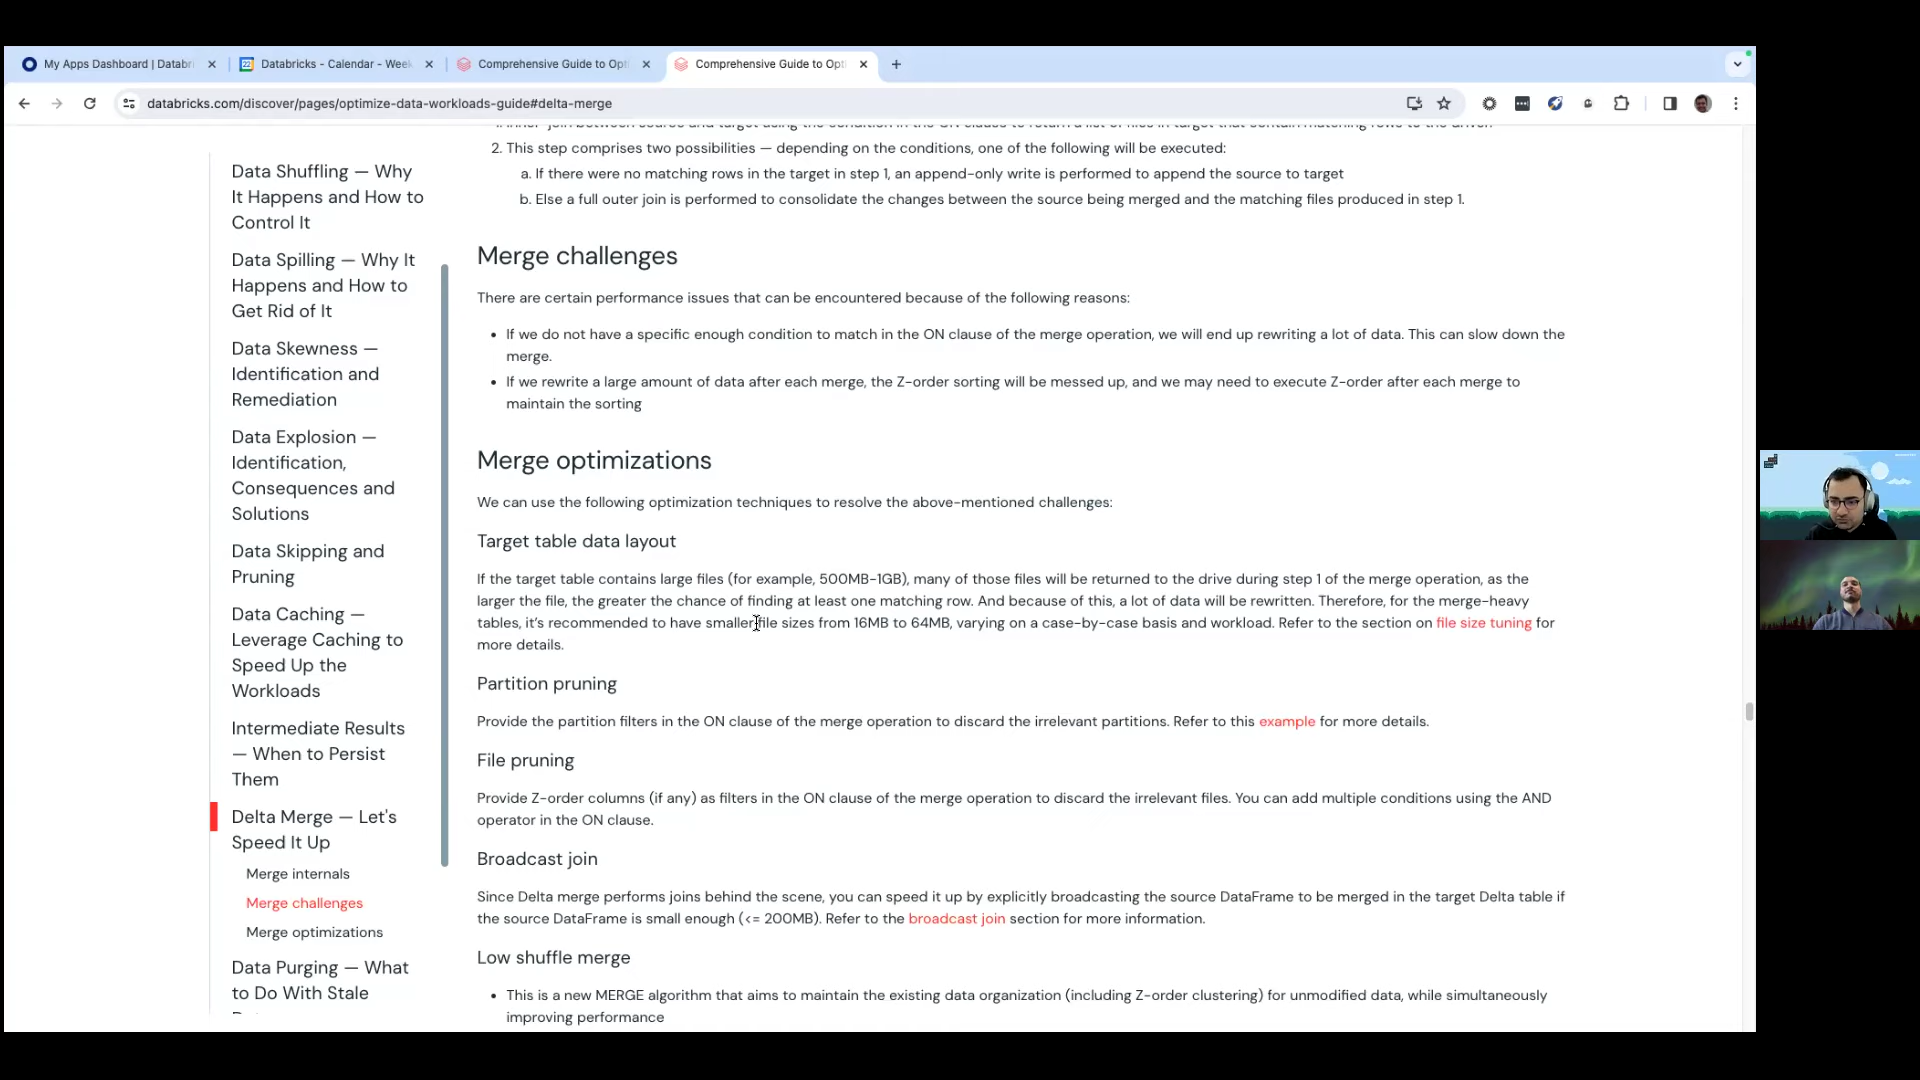 My Apps Dashboard | Databri
Databricks - Calendar - Week
Comprehensive Guide to Opti
Comprehensive Guide to Opti
databricks.com/discover/pages/optimize-data-workloads-guide#delta-merge
Data Shuffling — Why
It Happens and How to
Control It
Data Spilling — Why It
Happens and How to
Get Rid of It
Data Skewness —
Identification and
Remediation
Data Explosion —
Identification,
Consequences and
Solutions
Data Skipping and
Pruning
Data Caching —
Leverage Caching to
Speed Up the
Workloads
Intermediate Results
— When to Persist
Them
Delta Merge — Let's
Speed It Up
Merge internals
Merge challenges
Merge optimizations
Data Purging — What
to Do With Stale
join between source and target using the condition in the ON clause to return a list of files in target that contain matching rows to the driver.
2. This step comprises two possibilities — depending on the conditions, one of the following will be executed:
a. If there were no matching rows in the target in step 1, an append-only write is performed to append the source to target
b. Else a full outer join is performed to consolidate the changes between the source being merged and the matching files produced in step 1.
Merge challenges
There are certain performance issues that can be encountered because of the following reasons:
• If we do not have a specific enough condition to match in the ON clause of the merge operation, we will end up rewriting a lot of data. This can slow down the
merge.
• If we rewrite a large amount of data after each merge, the Z-order sorting will be messed up, and we may need to execute Z-order after each merge to
maintain the sorting
Merge optimizations
We can use the following optimization techniques to resolve the above-mentioned challenges:
Target table data layout
If the target table contains large files (for example, 500MB-1GB), many of those files will be returned to the drive during step 1 of the merge operation, as the
larger the file, the greater the chance of finding at least one matching row. And because of this, a lot of data will be rewritten. Therefore, for the merge-heavy
tables, it's recommended to have smaller file sizes from 16MB to 64MB, varying on a case-by-case basis and workload. Refer to the section on file size tuning for
more details.
Partition pruning
Provide the partition filters in the ON clause of the merge operation to discard the irrelevant partitions. Refer to this example for more details.
File pruning
Provide Z-order columns (if any) as filters in the ON clause of the merge operation to discard the irrelevant files. You can add multiple conditions using the AND
operator in the ON clause.
Broadcast join
Since Delta merge performs joins behind the scene, you can speed it up by explicitly broadcasting the source DataFrame to be merged in the target Delta table if
the source DataFrame is small enough (<= 200MB). Refer to the broadcast join section for more information.
Low shuffle merge
• This is a new MERGE algorithm that aims to maintain the existing data organization (including Z-order clustering) for unmodified data, while simultaneously
improving performance